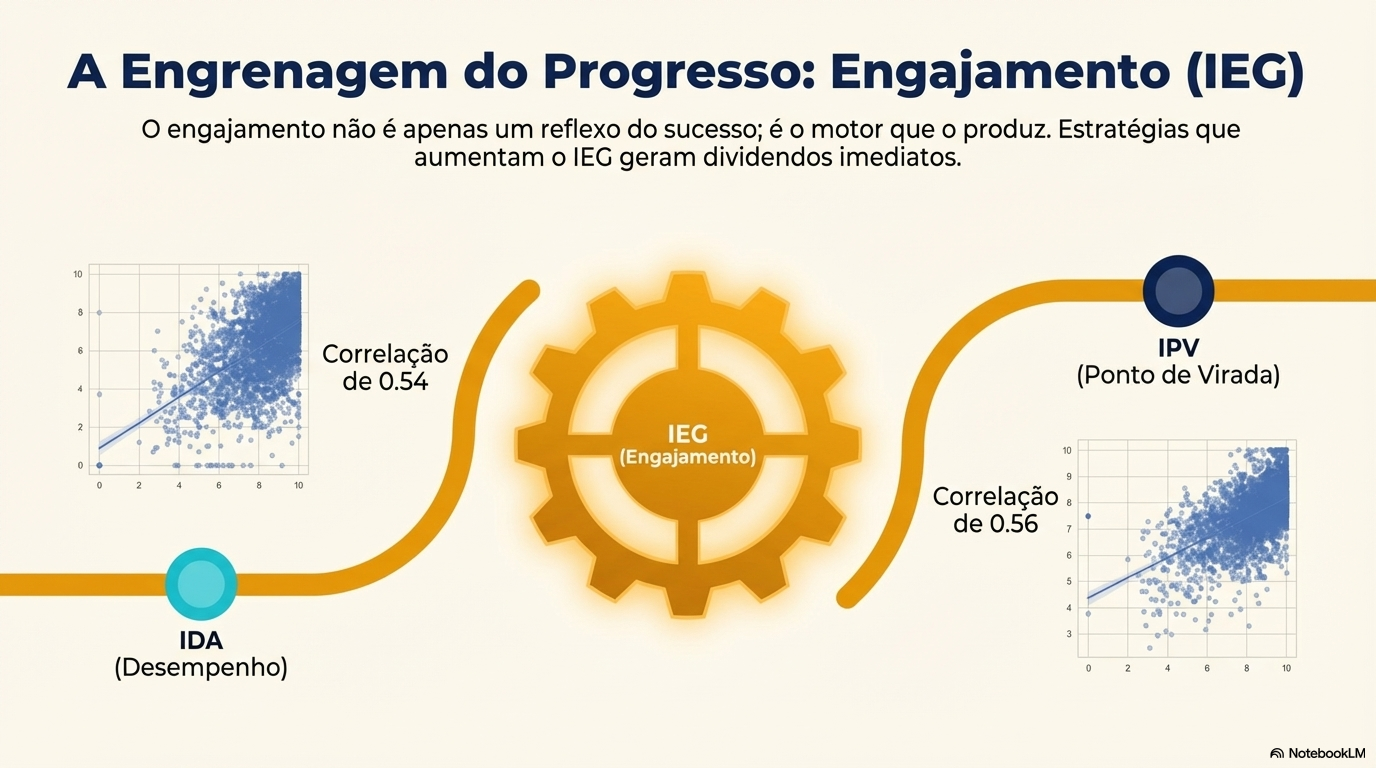 A Engrenagem do Progresso: Engajamento (IEG)
O engajamento não é apenas um reflexo do sucesso; é o motor que o produz. Estratégias que
aumentam o IEG geram dividendos imediatos.
10
8
6
4
2
0
0 2 4 6 8 10
Correlação
de 0.54
IDA
(Desempenho)
IEG
(Engajamento)
IPV
(Ponto de Virada)
Correlação
de 0.56
10
9
8
7
6
5
4
3
0 2 4 6 8 10
NotebookLM